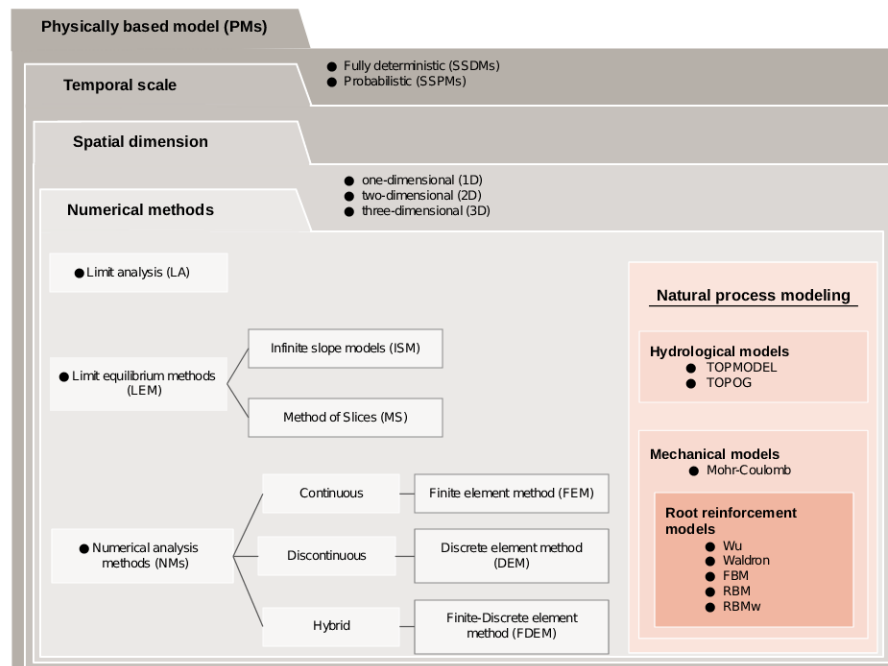 Physically based model (PMs)
● Fully deterministic (SSDMs)
● Probabilistic (SSPMs)
Temporal scale
Spatial dimension
● one-dimensional (1D)
● two-dimensional (2D)
● three-dimensional (3D)
Numerical methods
● Limit analysis (LA)
● Limit equilibrium methods
(LEM)
Infinite slope models (ISM)
Method of Slices (MS)
● Numerical analysis
methods (NMs)
Continuous
Finite element method (FEM)
Discontinuous
Discrete element method
(DEM)
Hybrid
Finite-Discrete element
method (FDEM)
Natural process modeling
Hydrological models
● TOPMODEL
● TOPOG
Mechanical models
● Mohr-Coulomb
Root reinforcement
models
● Wu
● Waldron
● FBM
● RBM
● RBMw